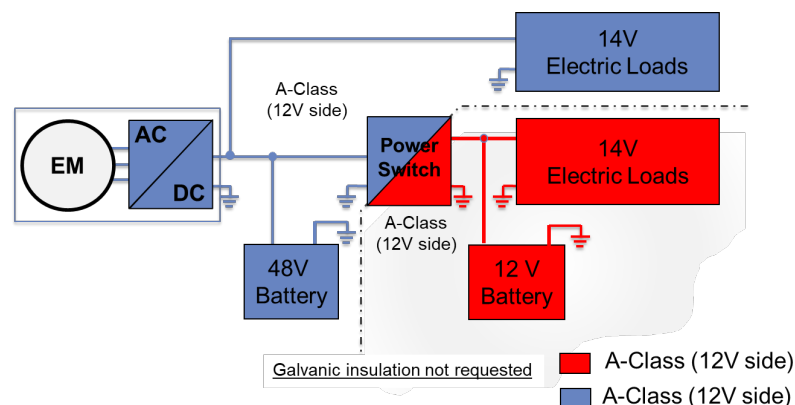 14V
Electric Loads
A-Class
(12V side)
AC
DC
EM
Power
Switch
14V
Electric Loads
A-Class
(12V side)
48V
Battery
12 V
Battery
Galvanic insulation not requested
A-Class (12V side)
A-Class (12V side)